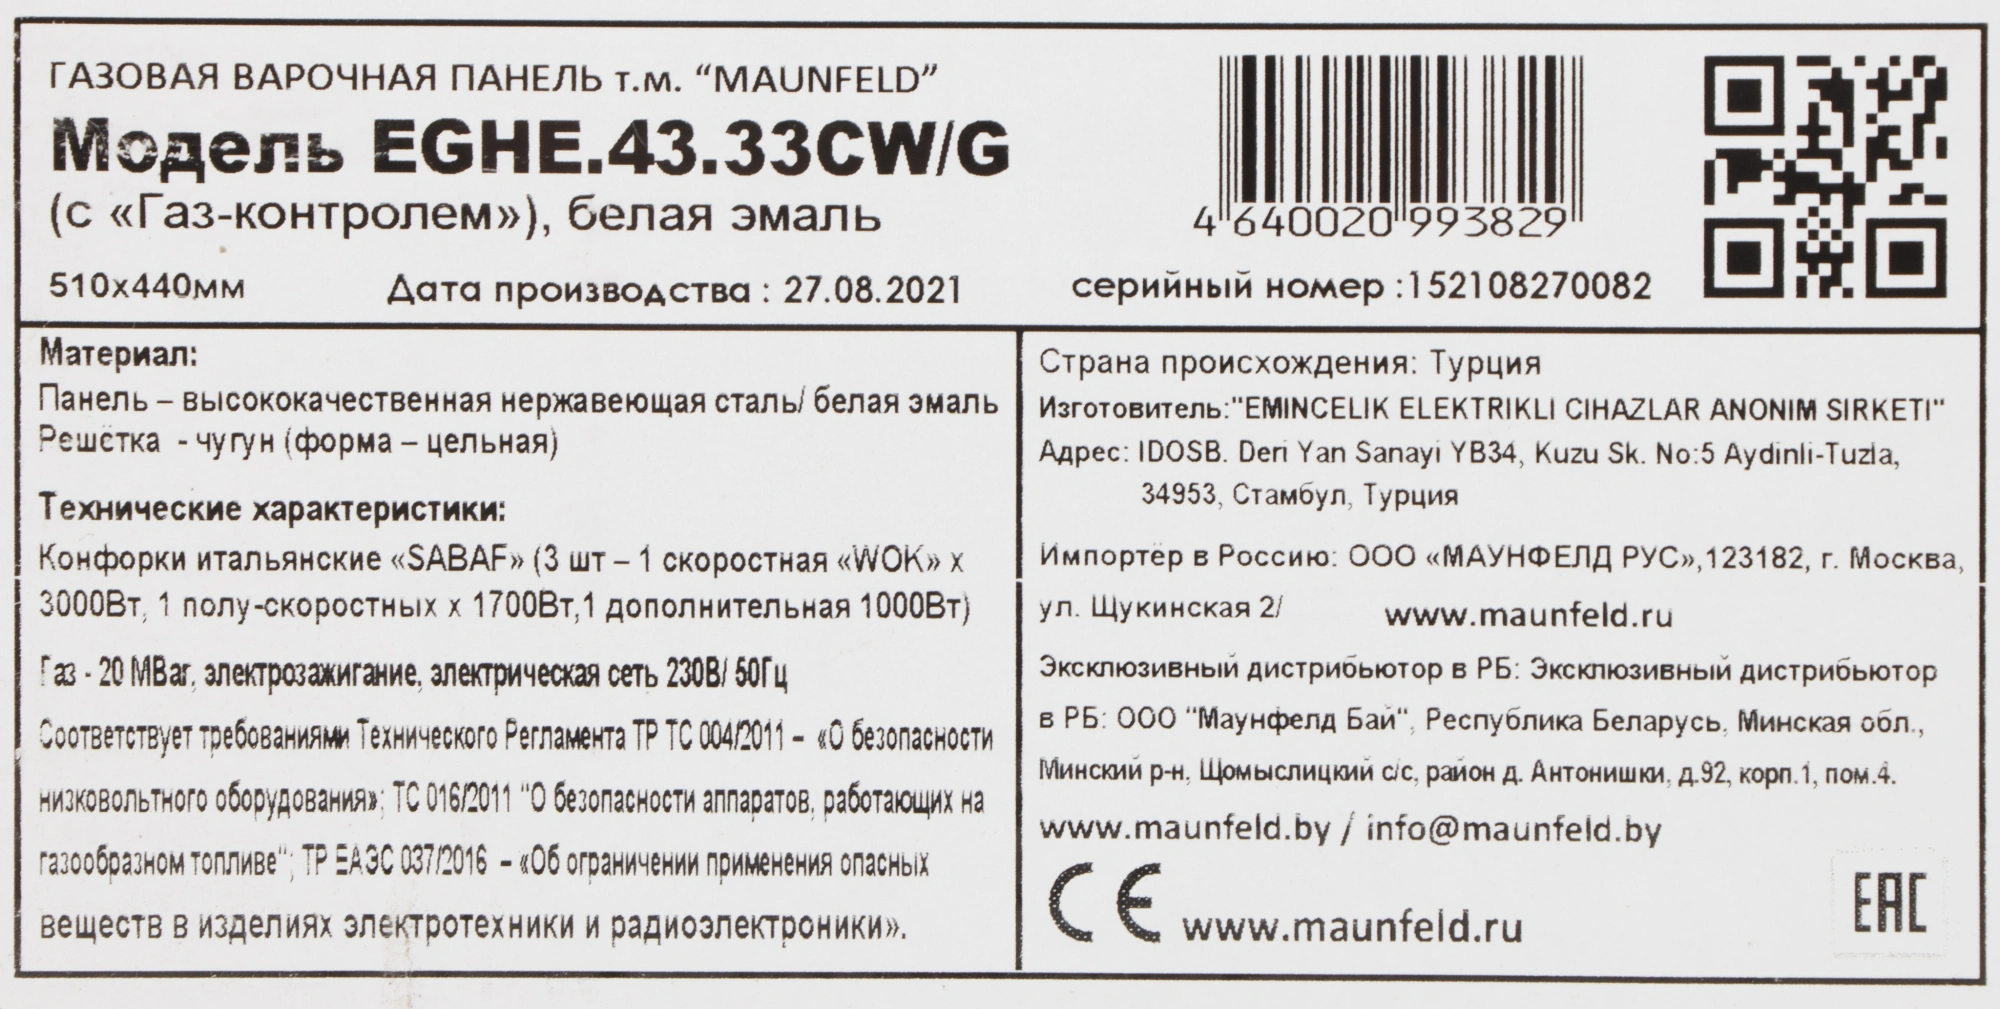 ГАЗОВАЯ ВАРОЧНАЯ ПАНЕЛЬ т.м. “MAUNFELD”
Модель EGHE.43.33CW/G
(с «Газ-контролем»), белая эмаль
4 640020 993829
510х440мм Дата производства : 27.08.2021 серийный номер :152108270082
Материал:
Панель – высококачественная нержавеющая сталь/ белая эмаль
Решётка - чугун (форма – цельная)
Технические характеристики:
Конфорки итальянские «SABAF» (3 шт – 1 скоростная «WOK» х
3000Вт, 1 полу-скоростных х 1700Вт,1 дополнительная 1000Вт)
Газ - 20 MBar, электрозажигание, электрическая сеть 230В/ 50Гц
Соответствует требованиями Технического Регламента ТР ТС 004/2011 – «О безопасности
низковольтного оборудования»; ТС 016/2011 "О безопасности аппаратов, работающих на
газообразном топливе"; ТР ЕАЭС 037/2016 – «Об ограничении применения опасных
веществ в изделиях электротехники и радиоэлектроники».
Страна происхождения: Турция
Изготовитель:"EMINCELIK ELEKTRIKLI CIHAZLAR ANONIM SIRKETI"
Адрес: IDOSB. Deri Yan Sanayi YB34, Kuzu Sk. No:5 Aydinli-Tuzla,
34953, Стамбул, Турция
Импортёр в Россию: ООО «МАУНФЕЛД РУС»,123182, г. Москва,
ул. Щукинская 2/ www.maunfeld.ru
Эксклюзивный дистрибьютор в РБ: Эксклюзивный дистрибьютор
в РБ: ООО "Маунфелд Бай", Республика Беларусь, Минская обл.,
Минский р-н, Щомыслицкий с/с, район д. Антонишки, д.92, корп.1, пом.4.
www.maunfeld.by / info@maunfeld.by
CE www.maunfeld.ru EAC